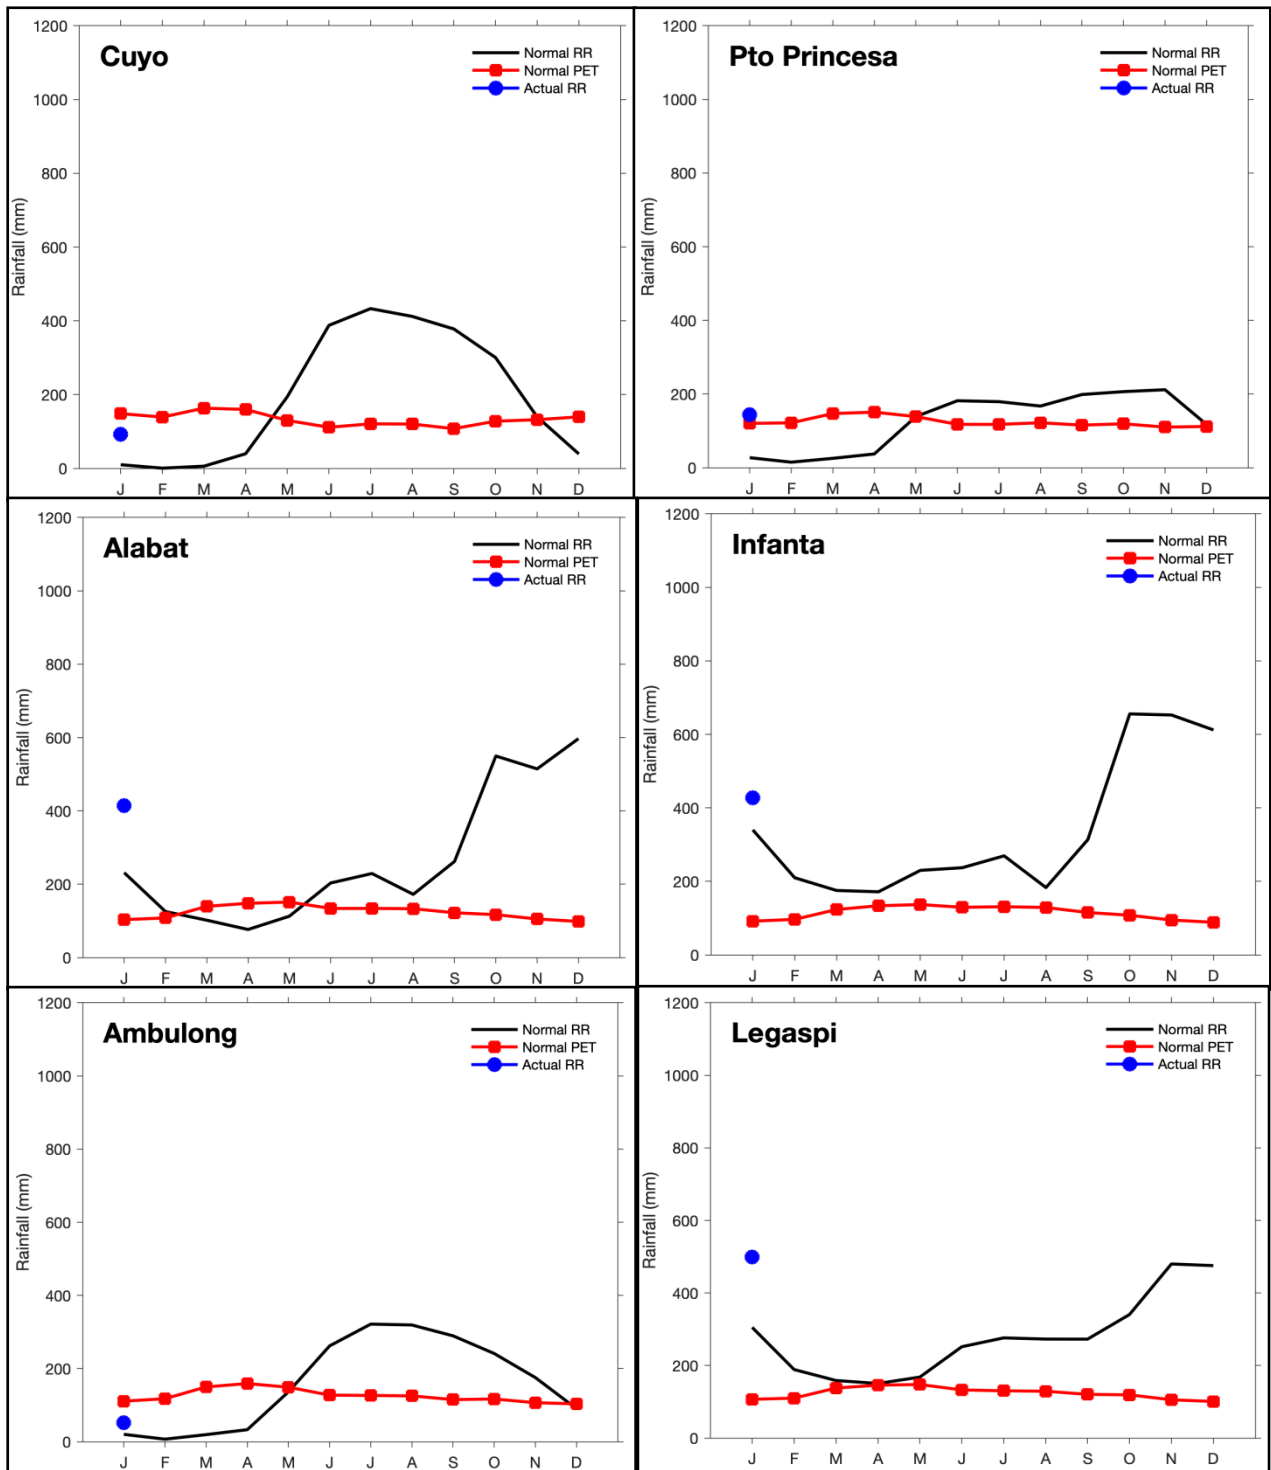 Cuyo
Normal RR
Normal PET
Actual RR
Rainfall (mm)
1200
1000
800
600
400
200
0
J F M A M J J A S O N D
Pto Princesa
Normal RR
Normal PET
Actual RR
Rainfall (mm)
1200
1000
800
600
400
200
0
J F M A M J J A S O N D
Alabat
Normal RR
Normal PET
Actual RR
Rainfall (mm)
1200
1000
800
600
400
200
0
J F M A M J J A S O N D
Infanta
Normal RR
Normal PET
Actual RR
Rainfall (mm)
1200
1000
800
600
400
200
0
J F M A M J J A S O N D
Ambulong
Normal RR
Normal PET
Actual RR
Rainfall (mm)
1200
1000
800
600
400
200
0
J F M A M J J A S O N D
Legaspi
Normal RR
Normal PET
Actual RR
Rainfall (mm)
1200
1000
800
600
400
200
0
J F M A M J J A S O N D